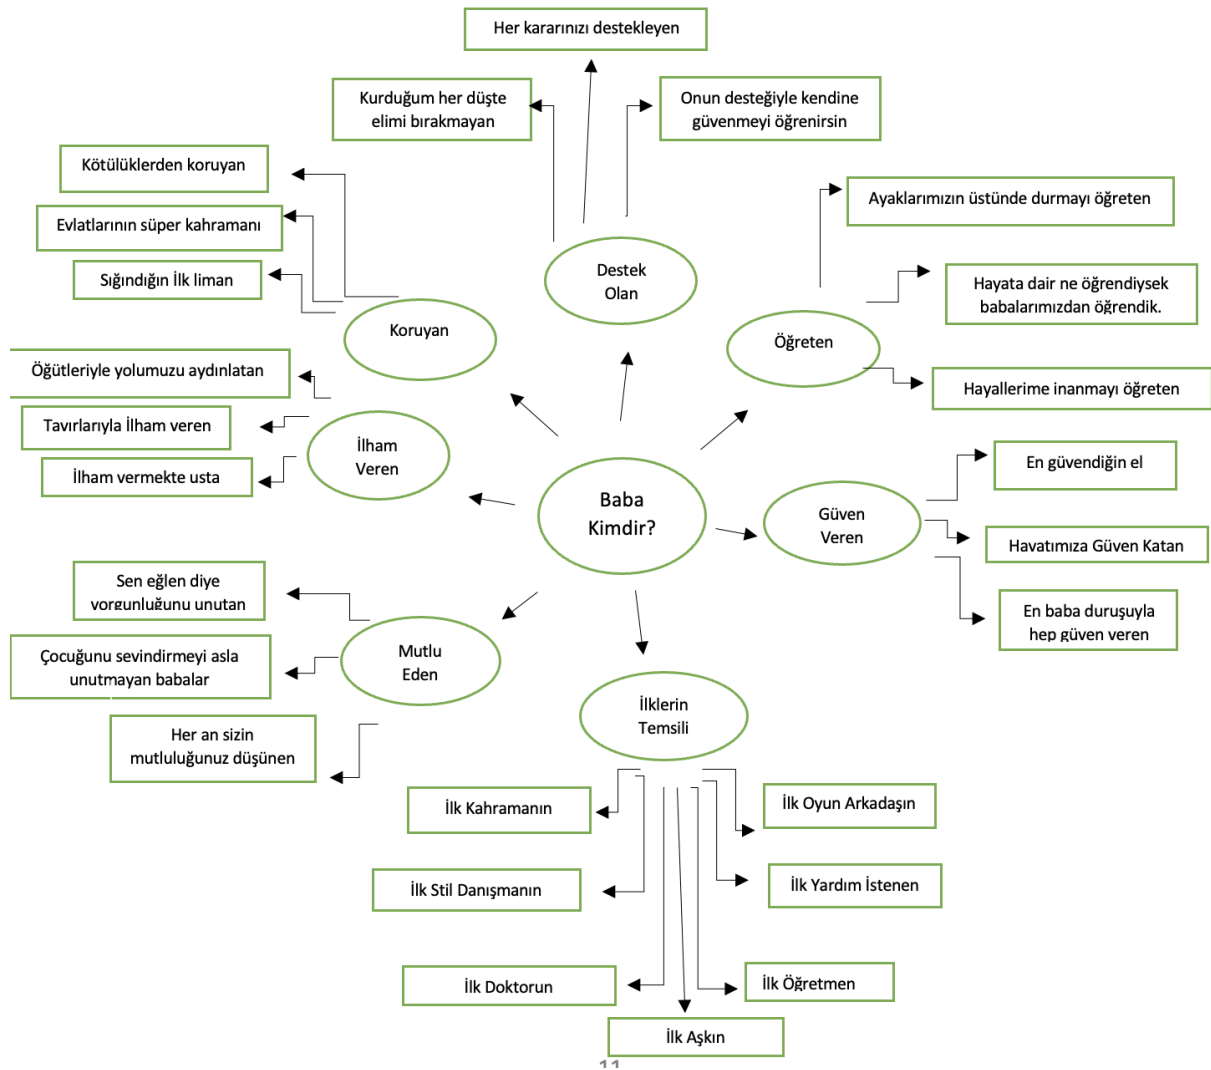 Her kararınızı destekleyen
Kurduğum her düşte
elimi bırakmayan
Onun desteğiyle kendine
güvenmeyi öğrenirsin
Kötülüklerden koruyan
Evlatlarının süper kahramanı
Sığındığın İlk liman
Ayaklarımızın üstünde durmayı öğreten
Hayata dair ne öğrendiysek
babalarımızdan öğrendik.
Hayallerime inanmayı öğreten
Destek
Olan
Koruyan
Öğreten
Öğütleriyle yolumuzu aydınlatan
Tavırlarıyla İlham veren
İlham vermekte usta
İlham
Veren
Baba
Kimdir?
Güven
Veren
En güvendiğin el
Hayatımıza Güven Katan
En baba duruşuyla
hep güven veren
Sen eğlen diye
yorgunluğunu unutan
Çocuğunu sevindirmeyi asla
unutmayan babalar
Her an sizin
mutluluğunuz düşünen
Mutlu
Eden
İlklerin
Temsili
İlk Kahramanın
İlk Oyun Arkadaşın
İlk Stil Danışmanın
İlk Yardım İstenen
İlk Doktorun
İlk Öğretmen
İlk Aşkın
11